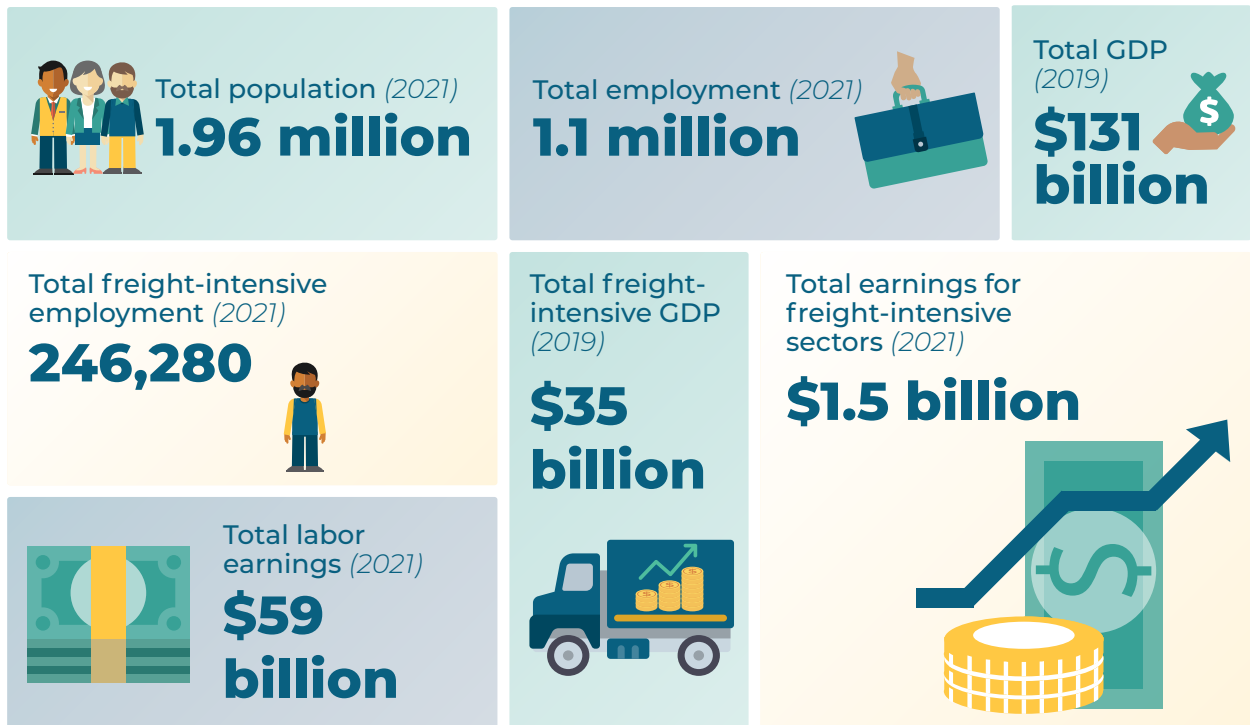 Total population (2021)
1.96 million
Total employment (2021)
1.1 million
Total GDP
(2019)
$131
billion
$
Total freight-intensive
employment (2021)
246,280
Total freight-
intensive GDP
(2019)
$35
billion
Total earnings for
freight-intensive
sectors (2021)
$1.5 billion
$
Total labor
earnings (2021)
$59
billion